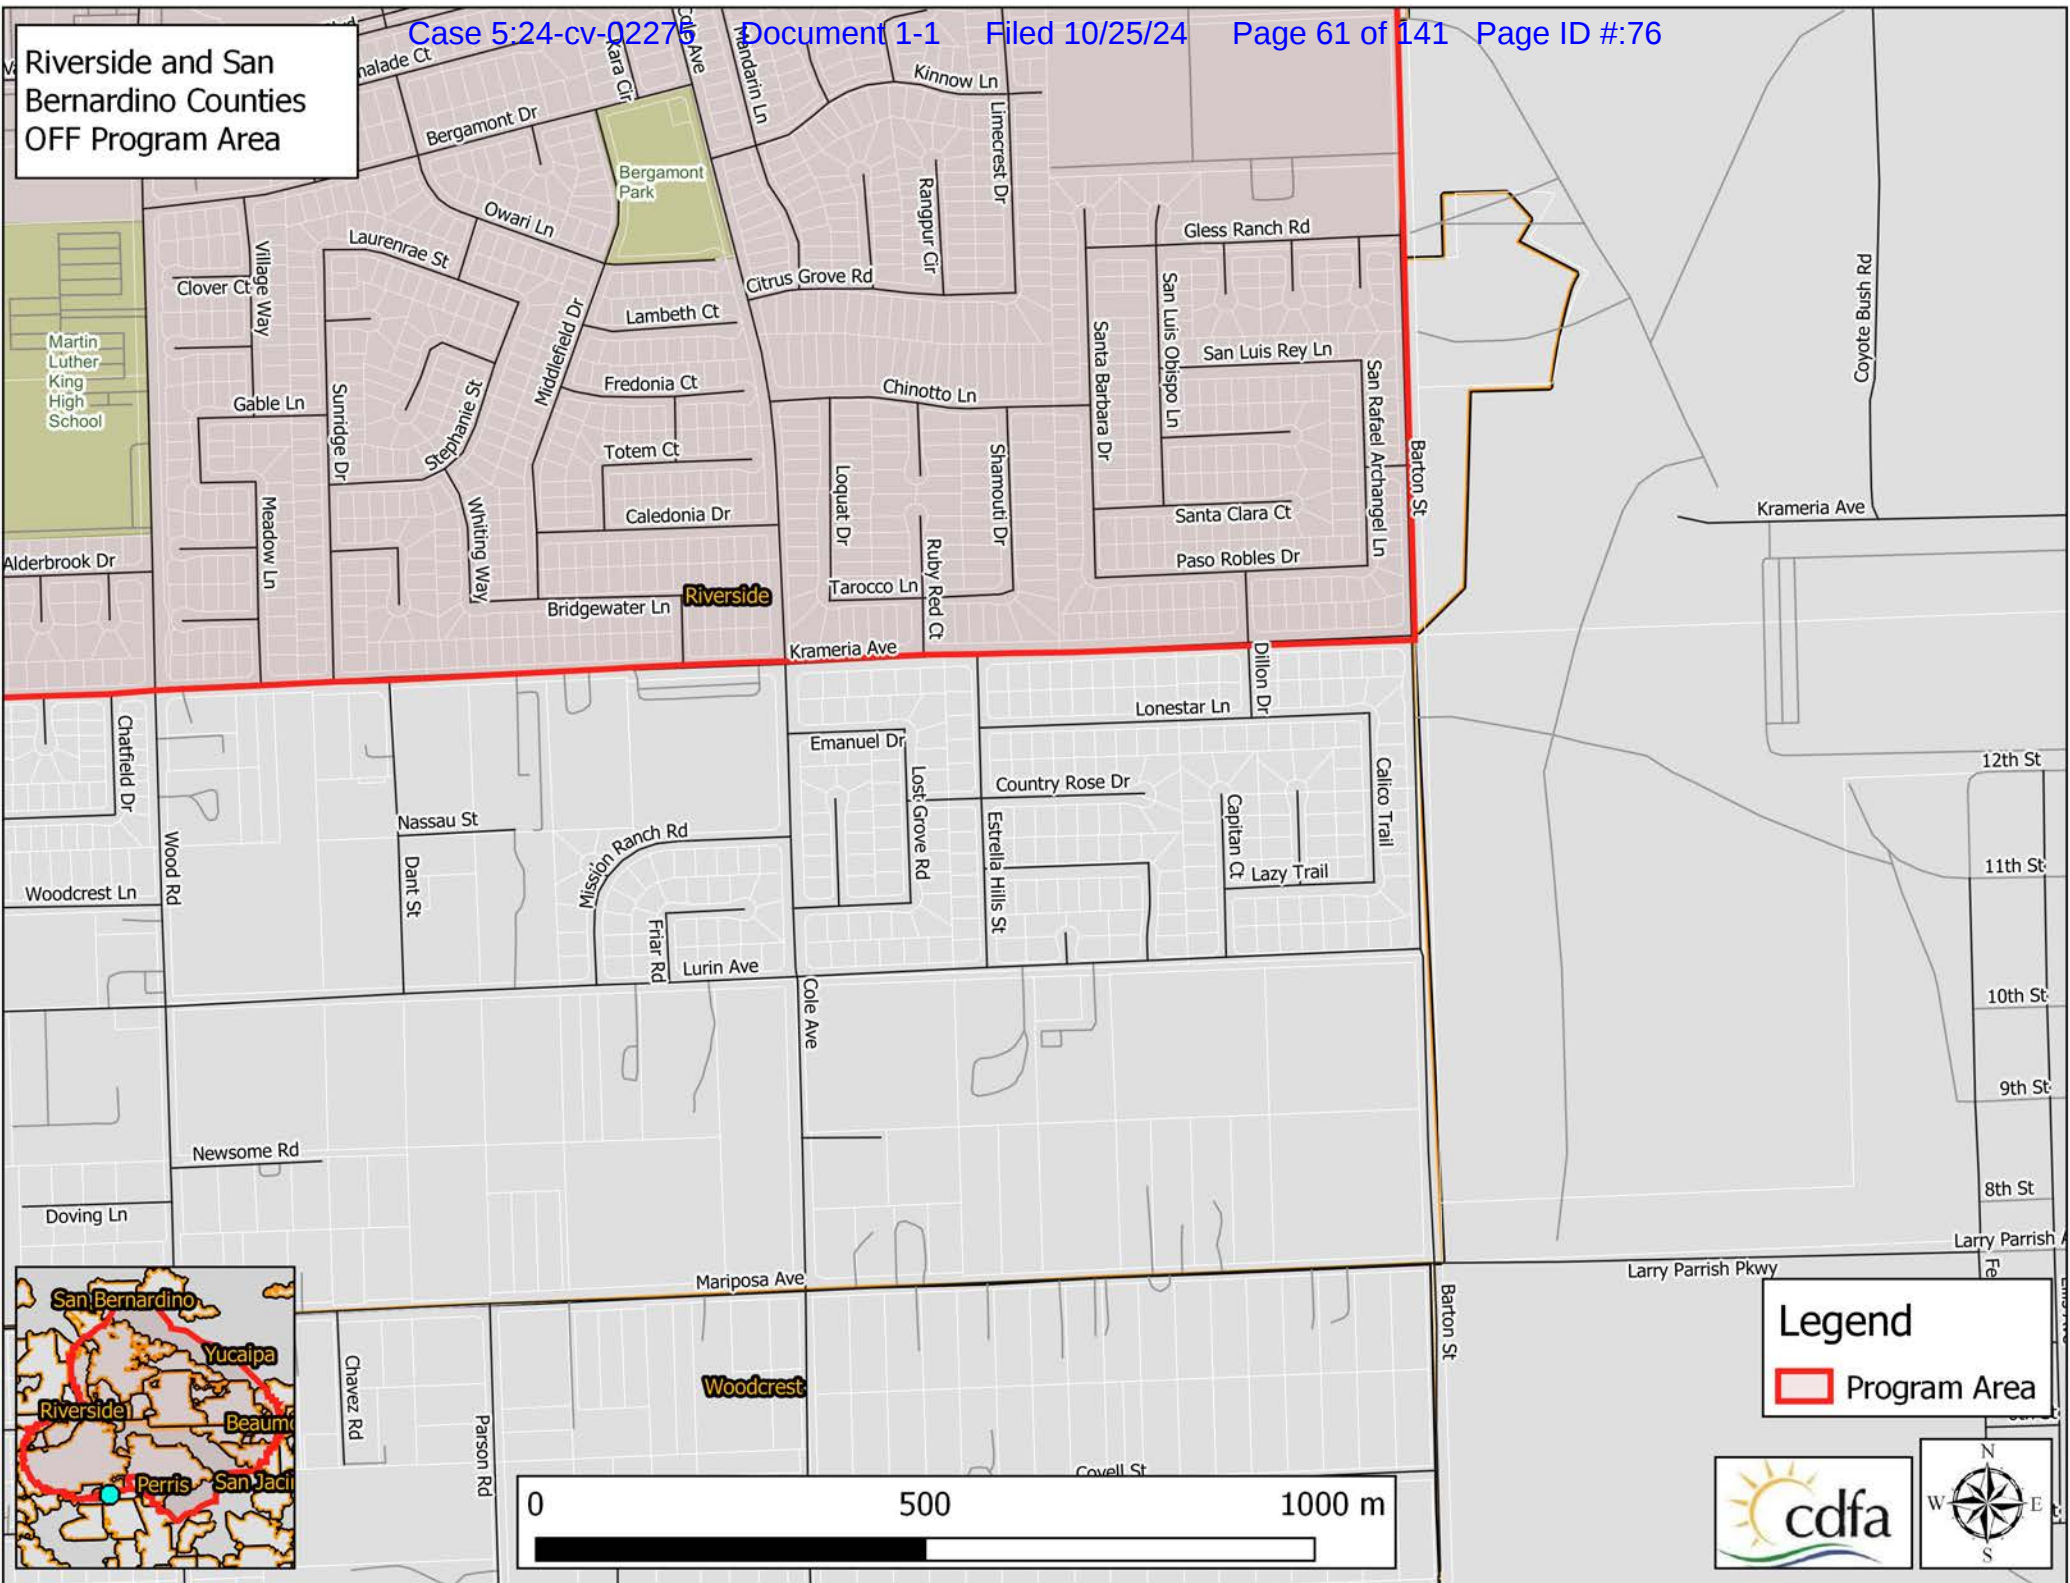 Case 5:24-cv-02275 Document 1-1 Filed 10/25/24 Page 61 of 141 Page ID #:76
Riverside and San
Bernardino Counties
OFF Program Area
Kara Cir
Cole Ave
Mandarin Ln
Kinnow Ln
Limecrest Dr
Bergamont Dr
Bergamont
Park
Rangpur Cir
Owari Ln
Laurenrae St
Village Way
Clover Ct
Citrus Grove Rd
Gless Ranch Rd
Coyote Bush Rd
Lambeth Ct
Middlefield Dr
San Luis Obispo Ln
Santa Barbara Dr
San Luis Rey Ln
Martin
Luther
King
High
School
Fredonia Ct
Chinotto Ln
San Rafael Archangel Ln
Gable Ln
Sunridge Dr
Stephanie St
Totem Ct
Barton St
Loquat Dr
Shamouti Dr
Meadow Ln
Whiting Way
Caledonia Dr
Santa Clara Ct
Krameria Ave
Alderbrook Dr
Ruby Red Ct
Paso Robles Dr
Tarocco Ln
Bridgewater Ln
Riverside
Krameria Ave
Dillon Dr
Lonestar Ln
Chatfield Dr
Emanuel Dr
12th St
Calico Trail
Country Rose Dr
Lost Grove Rd
Nassau St
Mission Ranch Rd
Capitan Ct
Estrella Hills St
Wood Rd
Dant St
Lazy Trail
11th St
Woodcrest Ln
Friar Rd
Lurin Ave
Cole Ave
10th St
9th St
Newsome Rd
8th St
Doving Ln
Larry Parrish
Mariposa Ave
Larry Parrish Pkwy
Barton St
Chavez Rd
Parson Rd
Woodcrest
Covell St
San Bernardino
Yucaipa
Riverside
Perris
Legend
Program Area
0 500 1000 m
cdfa
N
W E
S